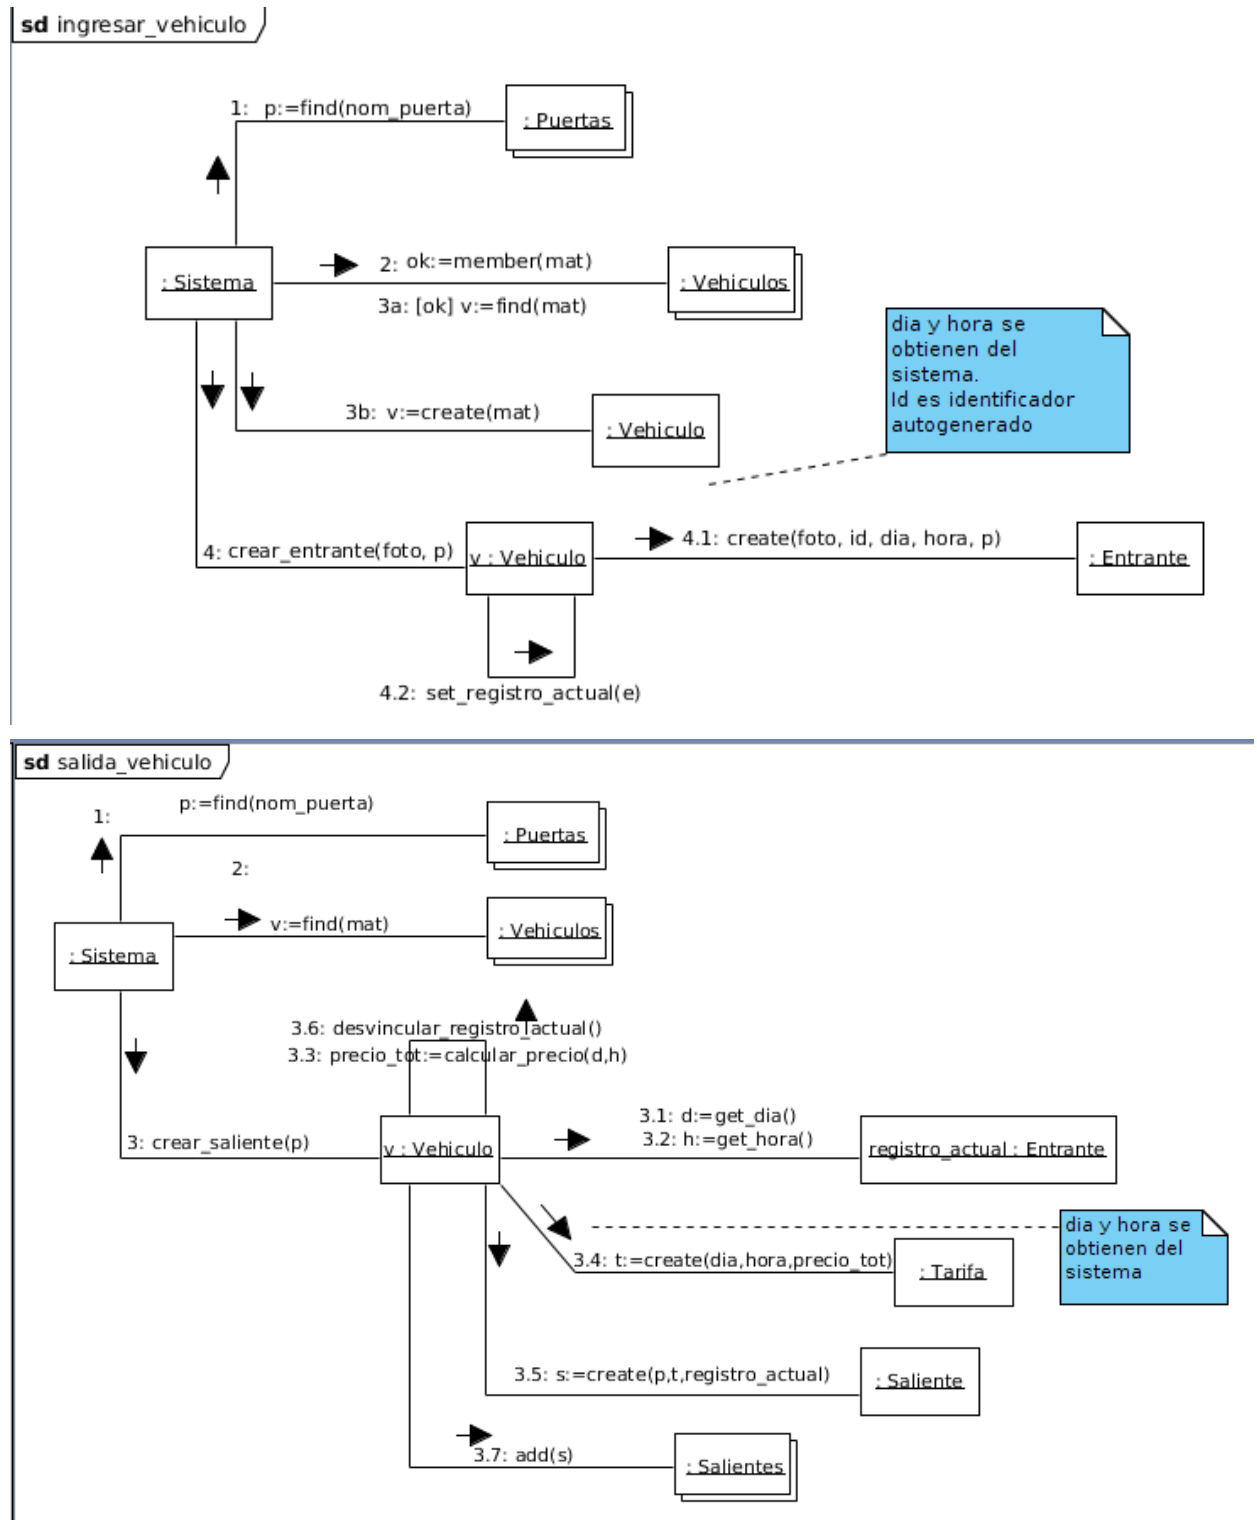 sd ingresar_vehiculo
1: p:=find(nom_puerta)
: Puertas
: Sistema
2: ok:=member(mat)
3a: [ok] v:=find(mat)
: Vehiculos
dia y hora se
obtienen del
sistema.
Id es identificador
autogenerado
3b: v:=create(mat)
: Vehiculo
4: crear_entrante(foto, p)
v : Vehiculo
4.1: create(foto, id, dia, hora, p)
: Entrante
4.2: set_registro_actual(e)
sd salida_vehiculo
1: p:=find(nom_puerta)
: Puertas
2:
v:=find(mat)
: Vehiculos
: Sistema
3.6: desvincular_registro_actual()
3.3: precio_tot:=calcular_precio(d,h)
3: crear_saliente(p)
v : Vehiculo
3.1: d:=get_dia()
3.2: h:=get_hora()
registro_actual : Entrante
dia y hora se
obtienen del
sistema
3.4: t:=create(dia,hora,precio_tot)
: Tarifa
3.5: s:=create(p,t,registro_actual)
: Saliente
3.7: add(s)
: Salientes